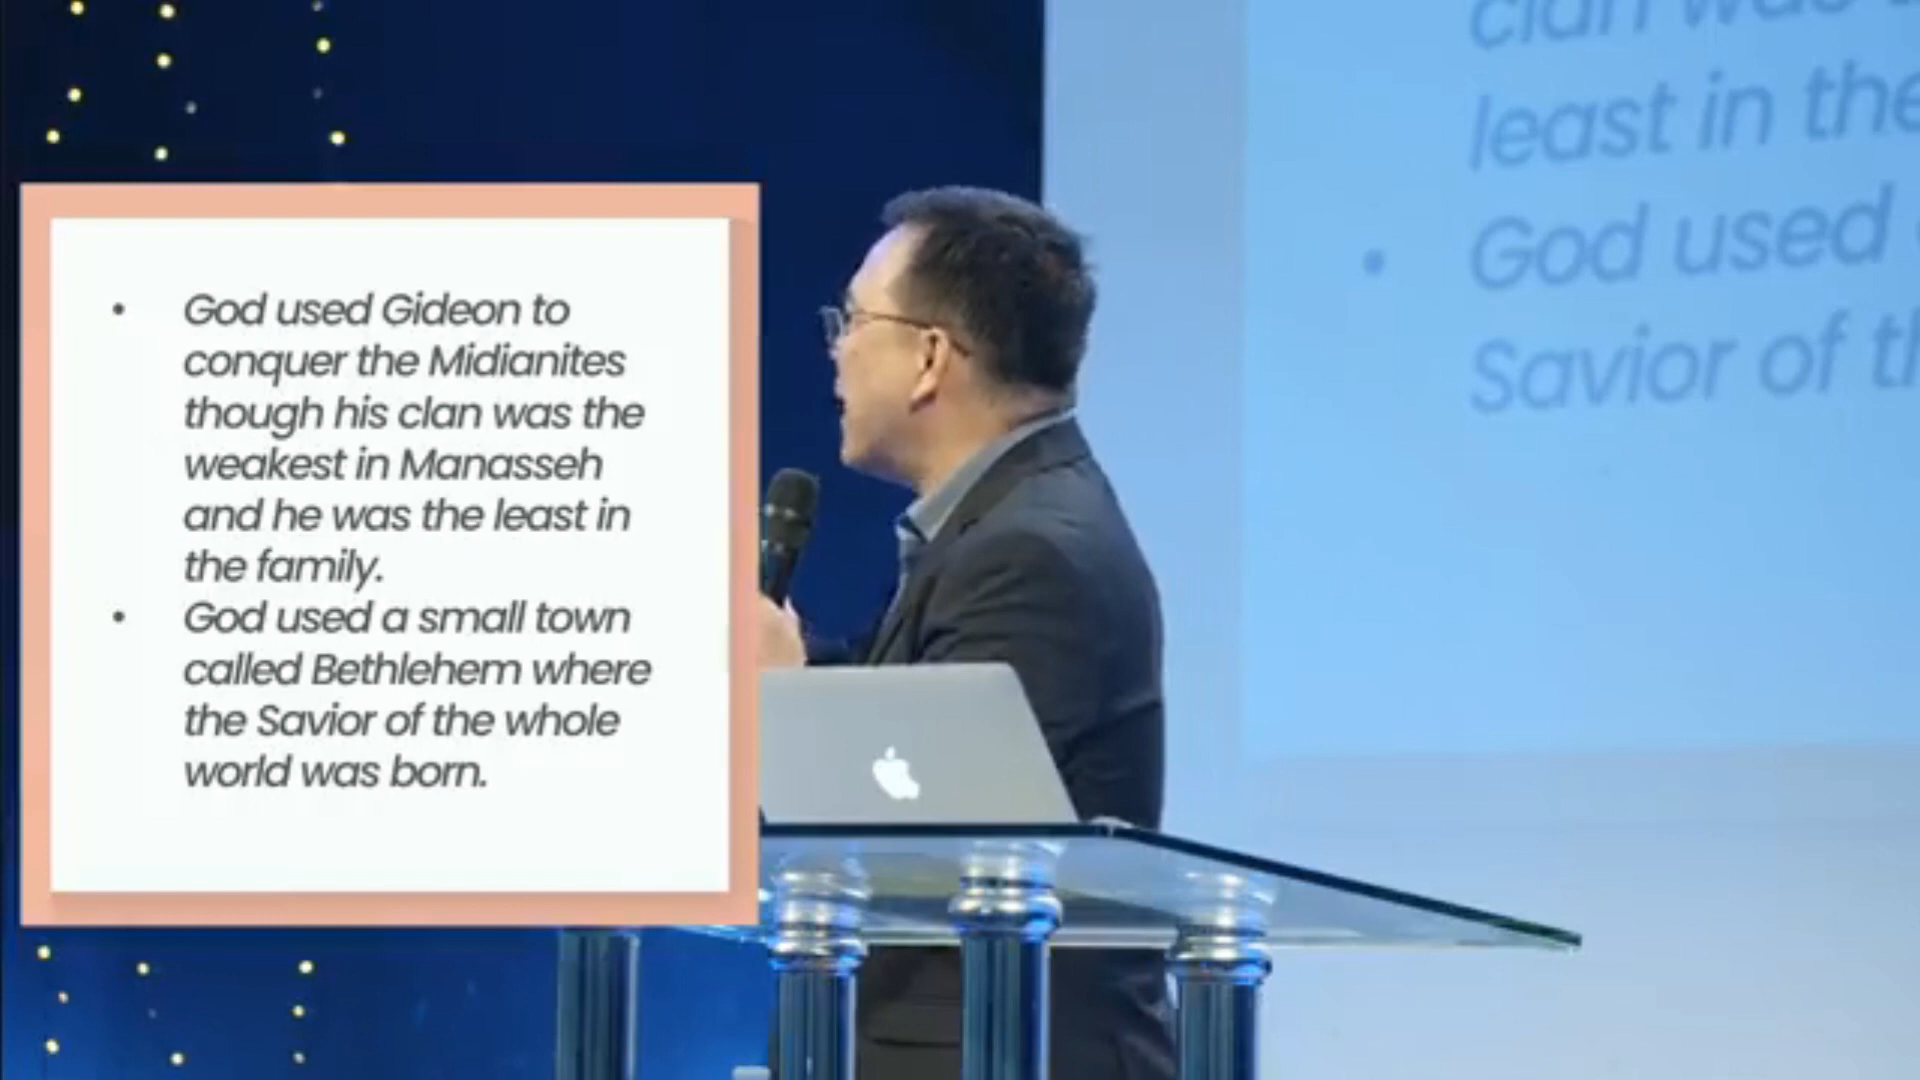 • God used Gideon to
conquer the Midianites
though his clan was the
weakest in Manasseh
and he was the least in
the family.
• God used a small town
called Bethlehem where
the Savior of the whole
world was born.
clan was
least in the
• God used
Savior of